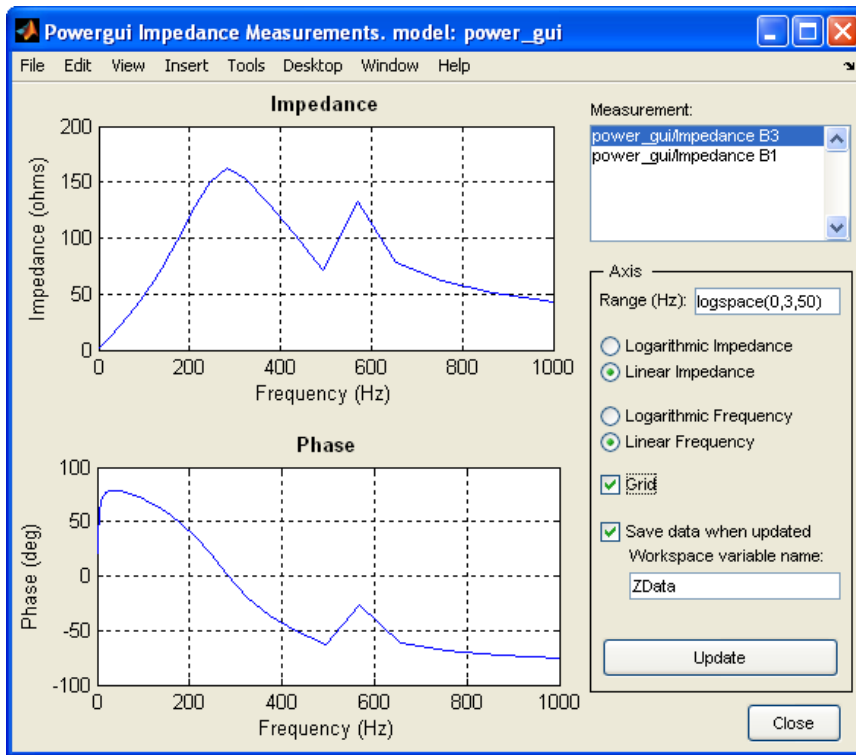 Powergui Impedance Measurements. model: power_gui
File Edit View Insert Tools Desktop Window Help
Impedance
Impedance (ohms)
200
150
100
50
0
0 200 400 600 800 1000
Frequency (Hz)
Phase
Phase (deg)
100
50
0
-50
-100
0 200 400 600 800 1000
Frequency (Hz)
Measurement:
power_gui/Impedance B3
power_gui/Impedance B1
Axis
Range (Hz): logspace(0,3,50)
Logarithmic Impedance
Linear Impedance
Logarithmic Frequency
Linear Frequency
Grid
Save data when updated
Workspace variable name:
ZData
Update
Close